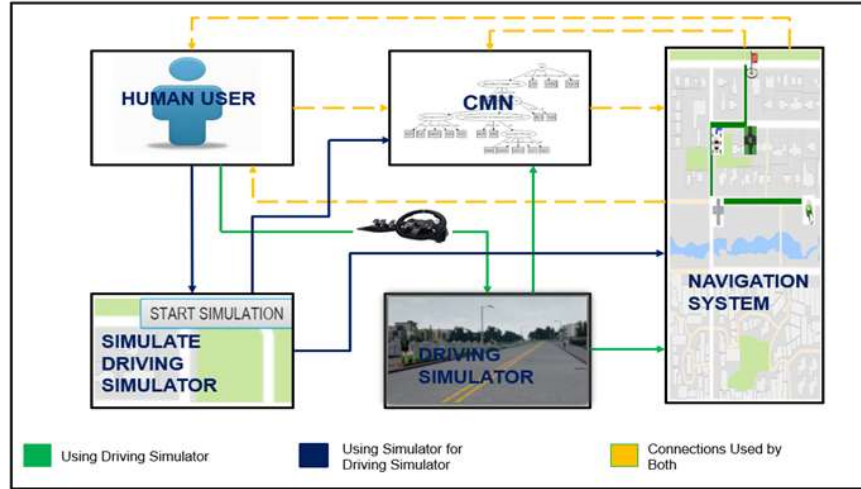 HUMAN USER
CMN
NAVIGATION
SYSTEM
START SIMULATION
SIMULATE
DRIVING
SIMULATOR
DRIVING
SIMULATOR
Using Driving Simulator
Using Simulator for
Driving Simulator
Connections Used by
Both